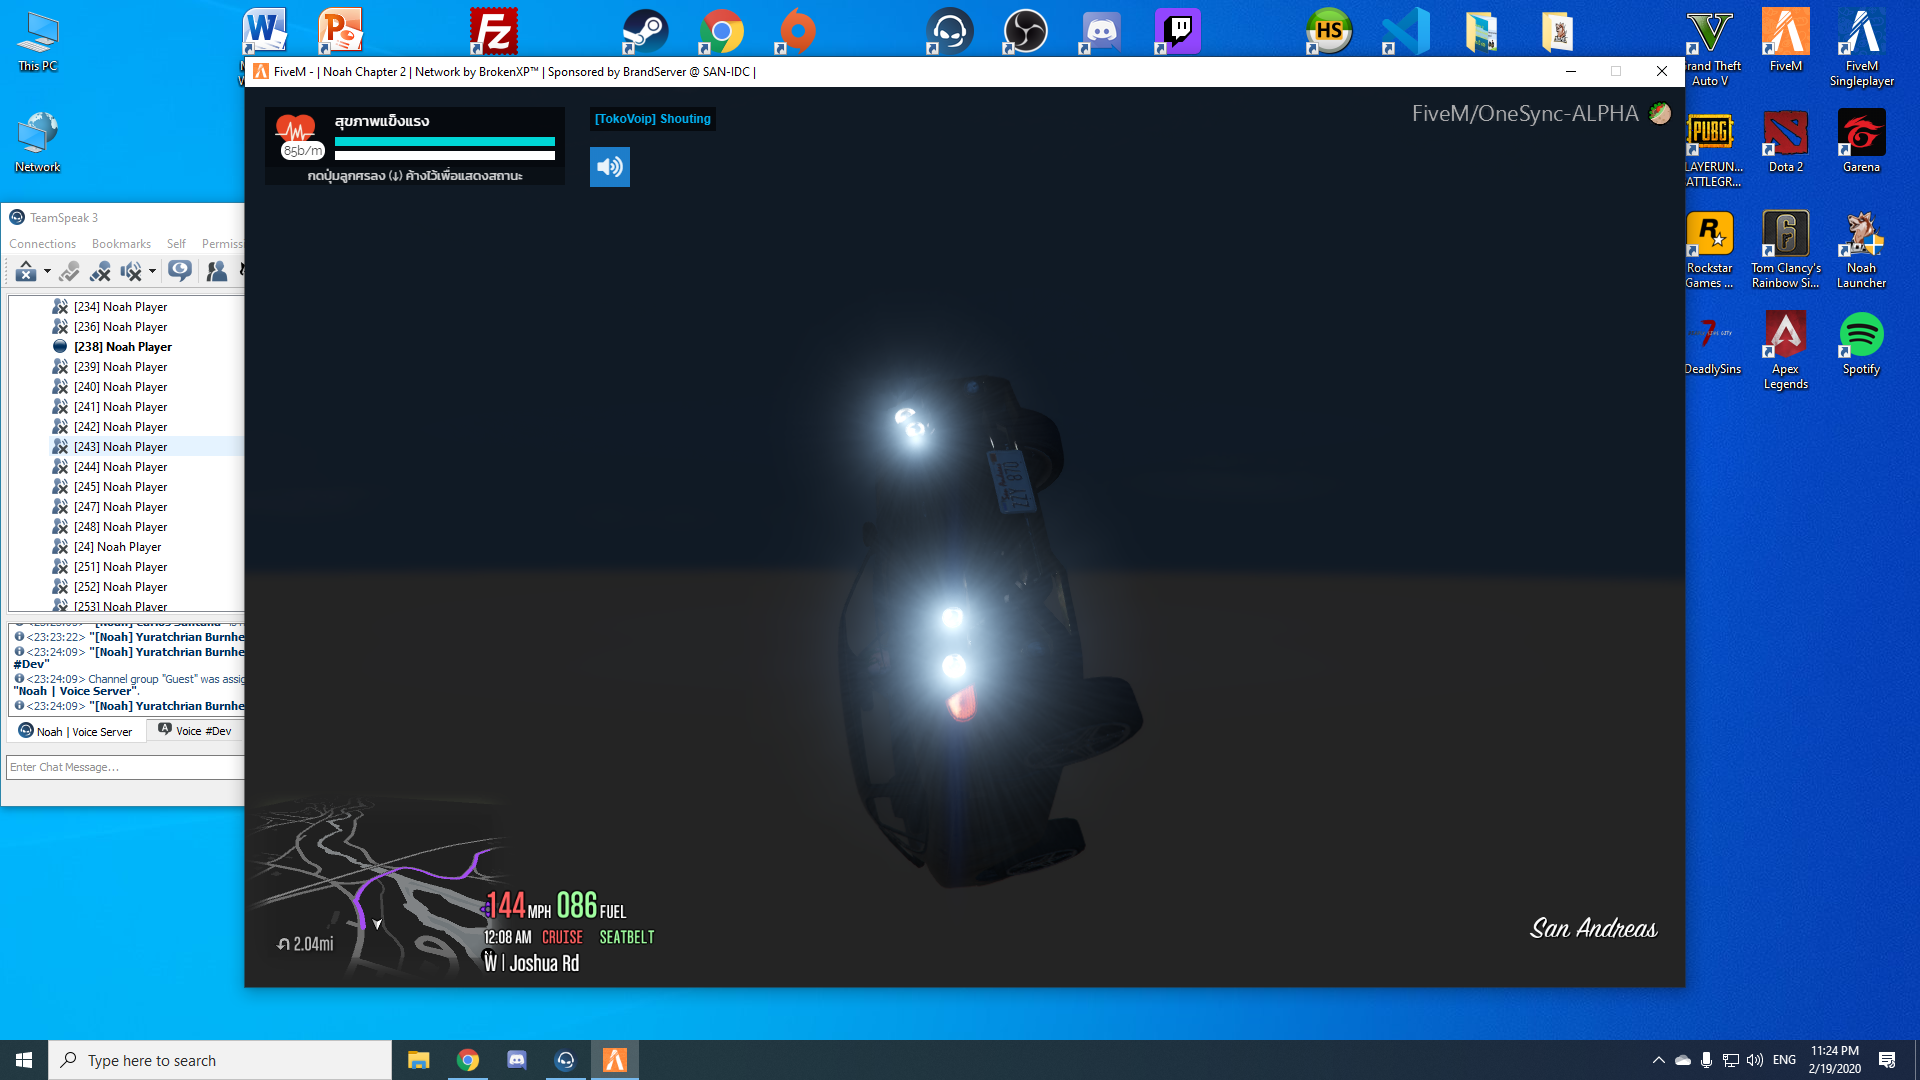 This PC
Network
FiveM - | Noah Chapter 2 | Network by BrokenXP™ | Sponsored by BrandServer @ SAN-IDC |
สุขภาพแข็งแรง
85b/m
กดปุ่มลูกศรลง (↓) ค้างไว้เพื่อแสดงสถานะ
[TokoVoip] Shouting
FiveM/OneSync-ALPHA
Grand Theft
Auto V
FiveM
FiveM
Singleplayer
PUBG
LAYERUN...
ATTLEGR...
Dota 2
Garena
Rockstar
Games ...
Tom Clancy's
Rainbow Si...
Noah
Launcher
DeadlySins
Apex
Legends
Spotify
TeamSpeak 3
Connections
Bookmarks
Self
Permiss
[234] Noah Player
[236] Noah Player
[238] Noah Player
[239] Noah Player
[240] Noah Player
[241] Noah Player
[242] Noah Player
[243] Noah Player
[244] Noah Player
[245] Noah Player
[247] Noah Player
[248] Noah Player
[24] Noah Player
[251] Noah Player
[252] Noah Player
[253] Noah Player
<23:23:22> "[Noah] Yuratchrian Burnhe
<23:24:09> "[Noah] Yuratchrian Burnhe
#Dev"
<23:24:09> Channel group "Guest" was assig
"Noah | Voice Server".
<23:24:09> "[Noah] Yuratchrian Burnhe
Noah | Voice Server
Voice #Dev
Enter Chat Message...
ZZY 870
2.04mi
144 MPH 086 FUEL
12:08 AM CRUISE SEATBELT
W | Joshua Rd
San Andreas
Type here to search
ENG
11:24 PM
2/19/2020